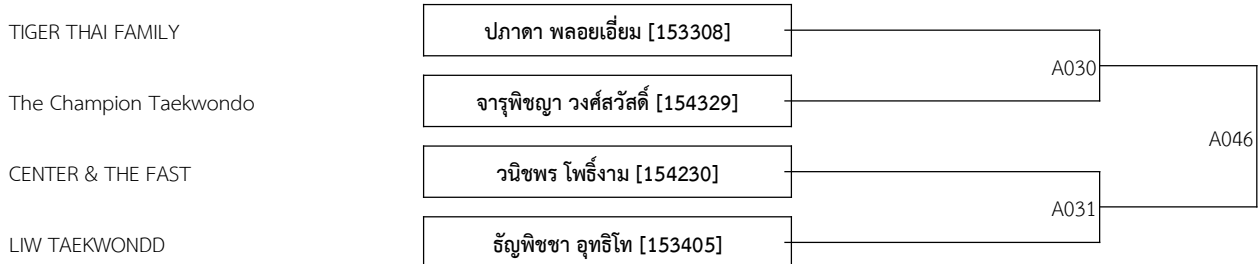 TIGER THAI FAMILY ปภาดา พลอยเอี่ยม [153308]
A030
The Champion Taekwondo จารุพิชญา วงศ์สวัสดิ์ [154329]
A046
CENTER & THE FAST วนิชพร โพธิ์งาม [154230]
A031
LIW TAEKWONDD ธัญพิชชา อุทธิโท [153405]